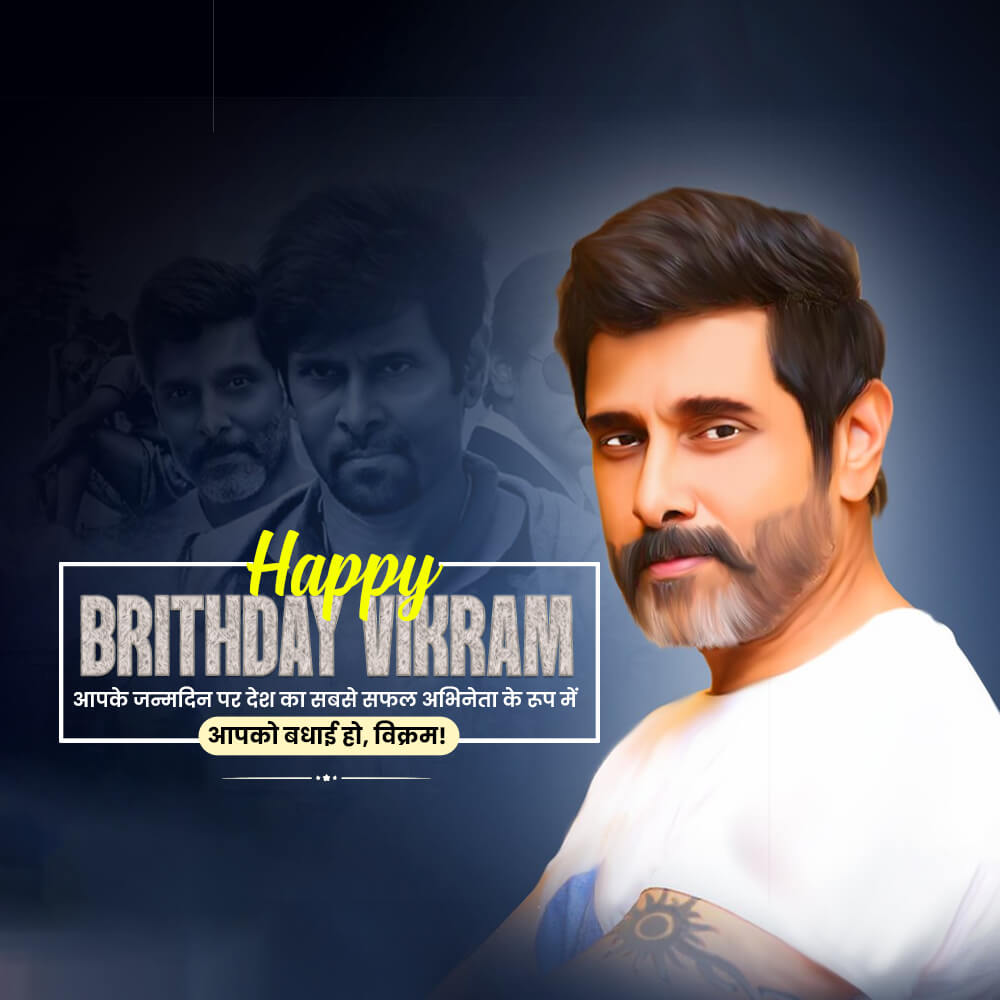 Happy
BRITHDAY VIKRAM
आपके जन्मदिन पर देश का सबसे सफल अभिनेता के रूप में
आपको बधाई हो, विक्रम!